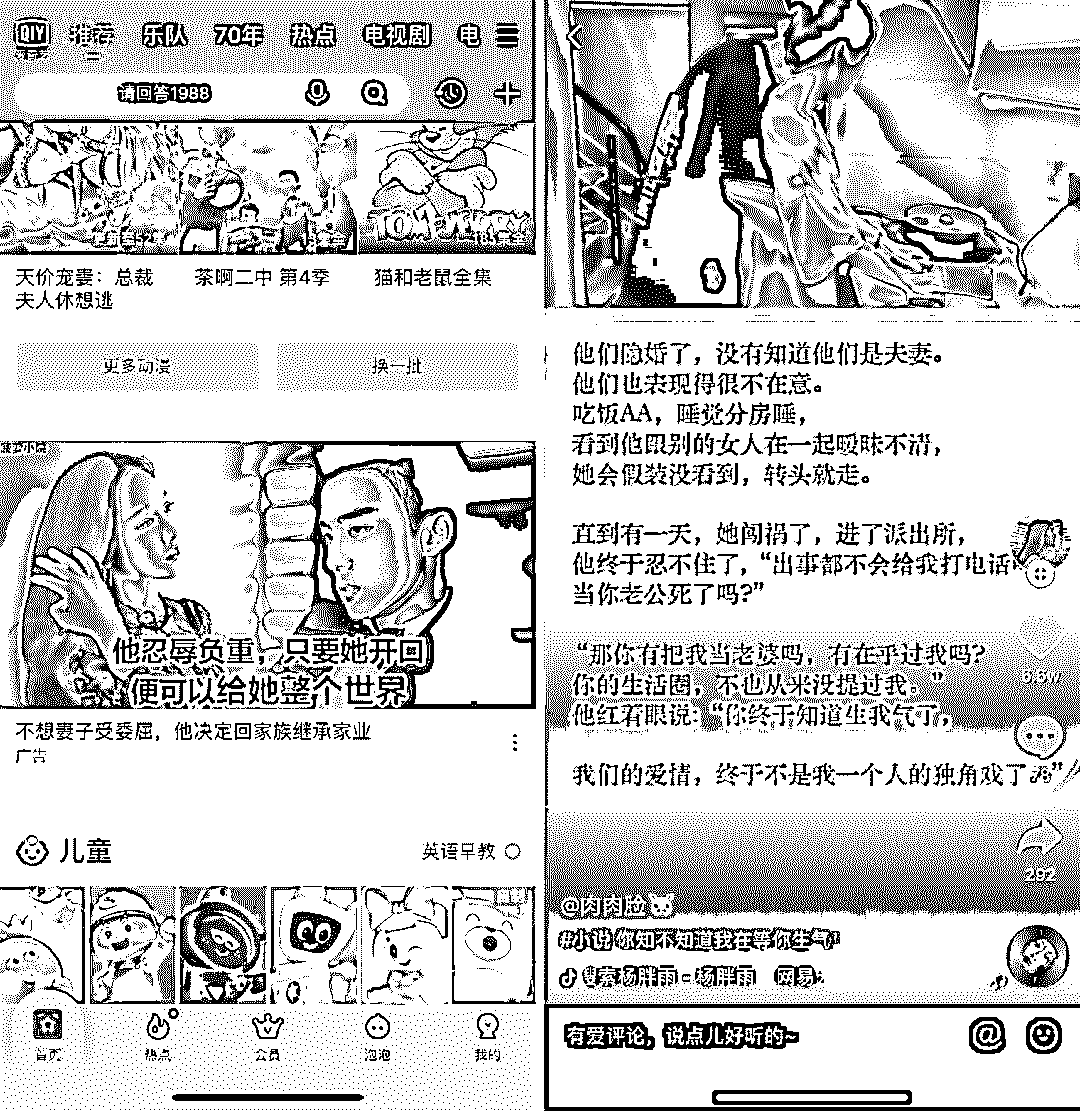 推荐 乐队 70年 热点 电视剧 电
请回答1988
天价宠妻：总裁
夫人休想逃
茶啊二中 第4季
猫和老鼠全集
更多动漫
换一批
他忍辱负重，只要她开口
便可以给她整个世界
不想妻子受委屈，他决定回家族继承家业
广告
儿童
英语早教
首页
热点
会员
泡泡
我的
他们隐婚了，没有知道他们是夫妻。
他们也表现得很不在意。
吃饭AA，睡觉分房睡，
看到他跟别的女人在一起暧昧不清，
她会假装没看到，转头就走。
直到有一天，她闯祸了，进了派出所，
他终于忍不住了，“出事都不会给我打电话，
当你老公死了吗?”
“那你有把我当老婆吗，有在乎过我吗?
你的生活圈，不也从来没提过我。”
他红着眼说：“你终于知道生我气了，
我们的爱情，终于不是我一个人的独角戏了。”
292
@肉肉脸
#小说 你知不知道我在等你生气
搜索杨胖雨 - 杨胖雨 网易
有爱评论，说点儿好听的~